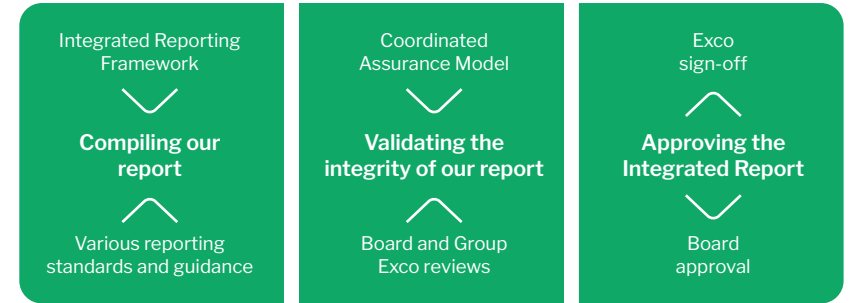 Integrated Reporting
Framework
Compiling our
report
Various reporting
standards and guidance
Coordinated
Assurance Model
Validating the
integrity of our report
Board and Group
Exco reviews
Exco
sign-off
Approving the
Integrated Report
Board
approval